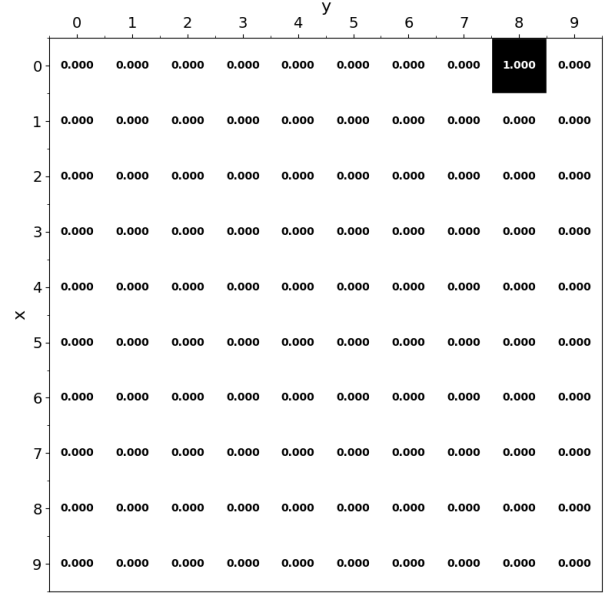 y
0 1 2 3 4 5 6 7 8 9
0 0.000 0.000 0.000 0.000 0.000 0.000 0.000 0.000 1.000 0.000
1 0.000 0.000 0.000 0.000 0.000 0.000 0.000 0.000 0.000 0.000
2 0.000 0.000 0.000 0.000 0.000 0.000 0.000 0.000 0.000 0.000
3 0.000 0.000 0.000 0.000 0.000 0.000 0.000 0.000 0.000 0.000
4 0.000 0.000 0.000 0.000 0.000 0.000 0.000 0.000 0.000 0.000
x
5 0.000 0.000 0.000 0.000 0.000 0.000 0.000 0.000 0.000 0.000
6 0.000 0.000 0.000 0.000 0.000 0.000 0.000 0.000 0.000 0.000
7 0.000 0.000 0.000 0.000 0.000 0.000 0.000 0.000 0.000 0.000
8 0.000 0.000 0.000 0.000 0.000 0.000 0.000 0.000 0.000 0.000
9 0.000 0.000 0.000 0.000 0.000 0.000 0.000 0.000 0.000 0.000